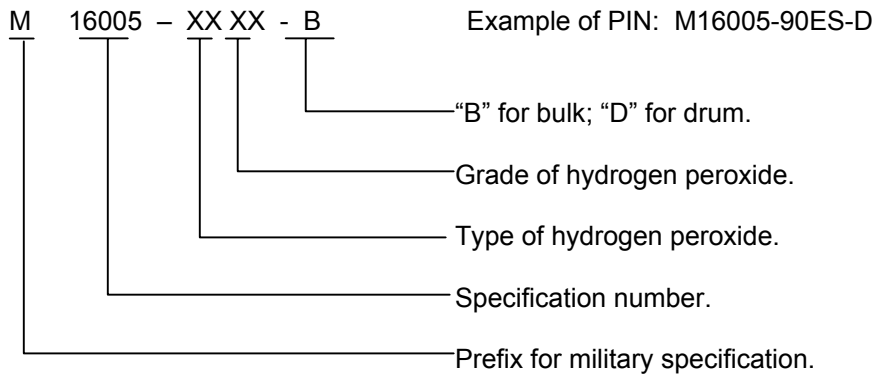 M 16005 – XX XX - B Example of PIN: M16005-90ES-D
“B” for bulk; “D” for drum.
Grade of hydrogen peroxide.
Type of hydrogen peroxide.
Specification number.
Prefix for military specification.